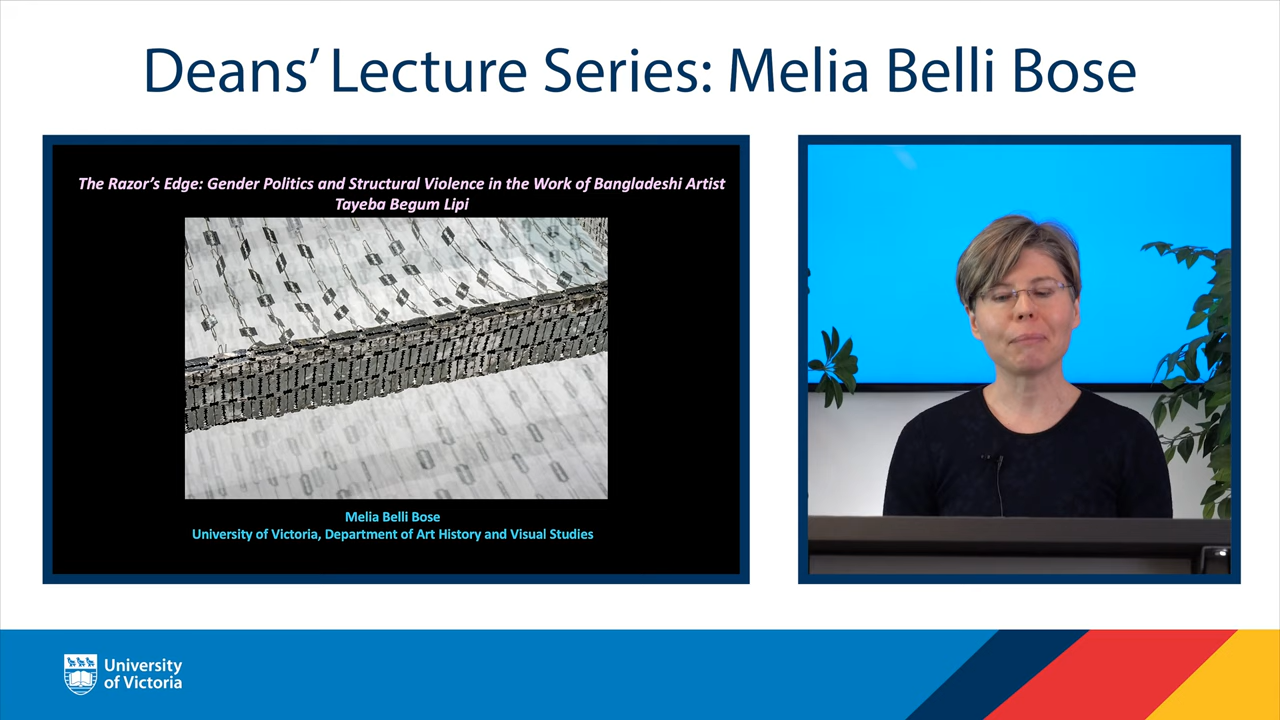 Deans’ Lecture Series: Melia Belli Bose
The Razor’s Edge: Gender Politics and Structural Violence in the Work of Bangladeshi Artist
Tayeba Begum Lipi
Melia Belli Bose
University of Victoria, Department of Art History and Visual Studies
University
of Victoria